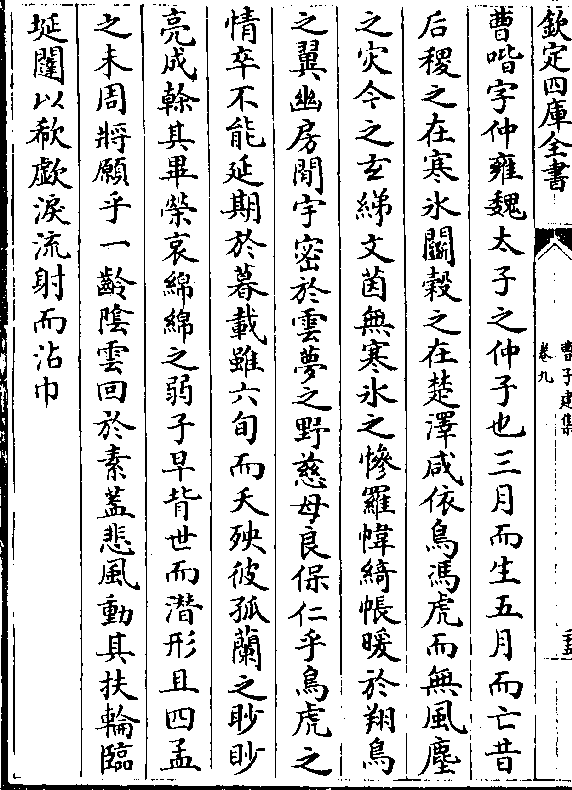 欽定四庫全書
曹子建集
卷九
曹喈字仲雍魏太子之仲子也三月而生五月而亡昔
后稷之在寒氷鬬穀之在楚澤咸依鳥馮虎而無風塵
之灾今之玄綈文茵無寒氷之慘羅幃綺帳暖於翔鳥
之翼幽房閒宇密於雲夢之野慈母良保仁乎鳥虎之
情卒不能延期於暮載雖六旬而夭殃彼孤蘭之眇眇
亮成幹其畢榮哀綿綿之弱子早背世而潛形且四孟
之未周將願乎一齡陰雲回於素蓋悲風動其扶輪臨
埏闥以欷歔淚流射而沾巾